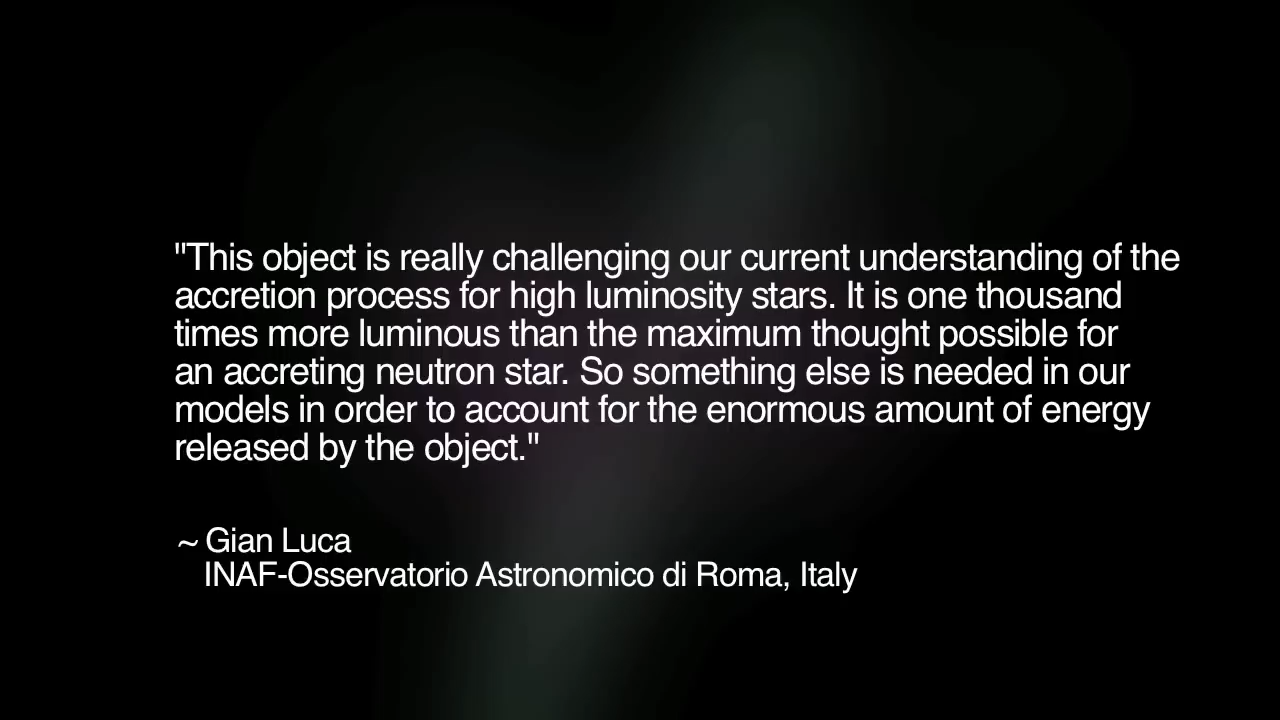 "This object is really challenging our current understanding of the
accretion process for high luminosity stars. It is one thousand
times more luminous than the maximum thought possible for
an accreting neutron star. So something else is needed in our
models in order to account for the enormous amount of energy
released by the object."
~ Gian Luca
INAF-Osservatorio Astronomico di Roma, Italy